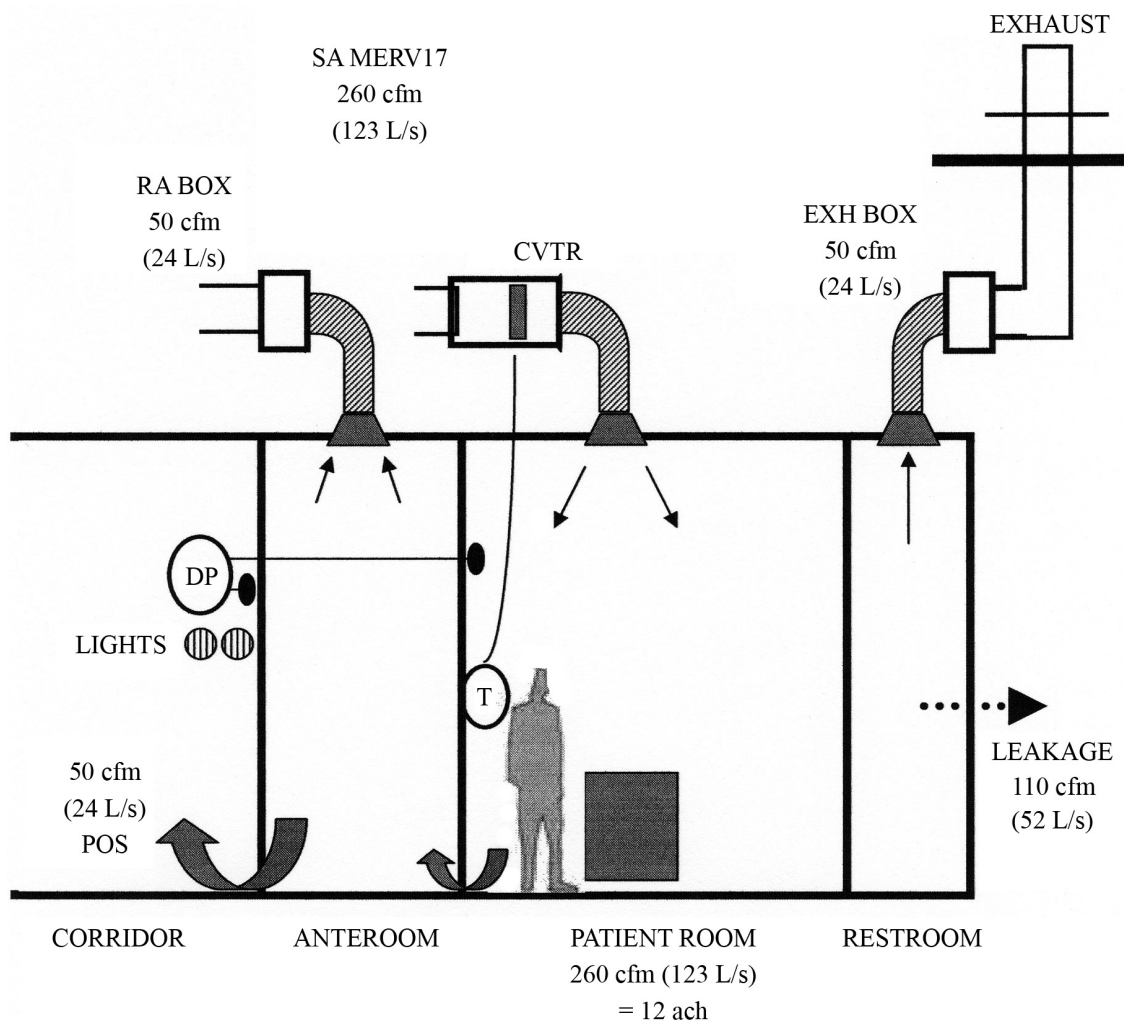 EXHAUST
SA MERV17
260 cfm
(123 L/s)
RA BOX
50 cfm
(24 L/s)
CVTR
EXH BOX
50 cfm
(24 L/s)
DP
LIGHTS
T
50 cfm
(24 L/s)
POS
LEAKAGE
110 cfm
(52 L/s)
CORRIDOR
ANTEROOM
PATIENT ROOM
260 cfm (123 L/s)
= 12 ach
RESTROOM